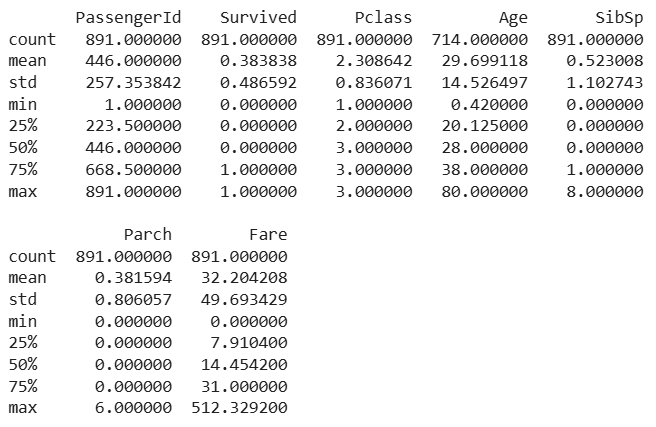 PassengerId Survived Pclass Age SibSp
count 891.000000 891.000000 891.000000 714.000000 891.000000
mean 446.000000 0.383838 2.308642 29.699118 0.523008
std 257.353842 0.486592 0.836071 14.526497 1.102743
min 1.000000 0.000000 1.000000 0.420000 0.000000
25% 223.500000 0.000000 2.000000 20.125000 0.000000
50% 446.000000 0.000000 3.000000 28.000000 0.000000
75% 668.500000 1.000000 3.000000 38.000000 1.000000
max 891.000000 1.000000 3.000000 80.000000 8.000000
Parch Fare
count 891.000000 891.000000
mean 0.381594 32.204208
std 0.806057 49.693429
min 0.000000 0.000000
25% 0.000000 7.910400
50% 0.000000 14.454200
75% 0.000000 31.000000
max 6.000000 512.329200